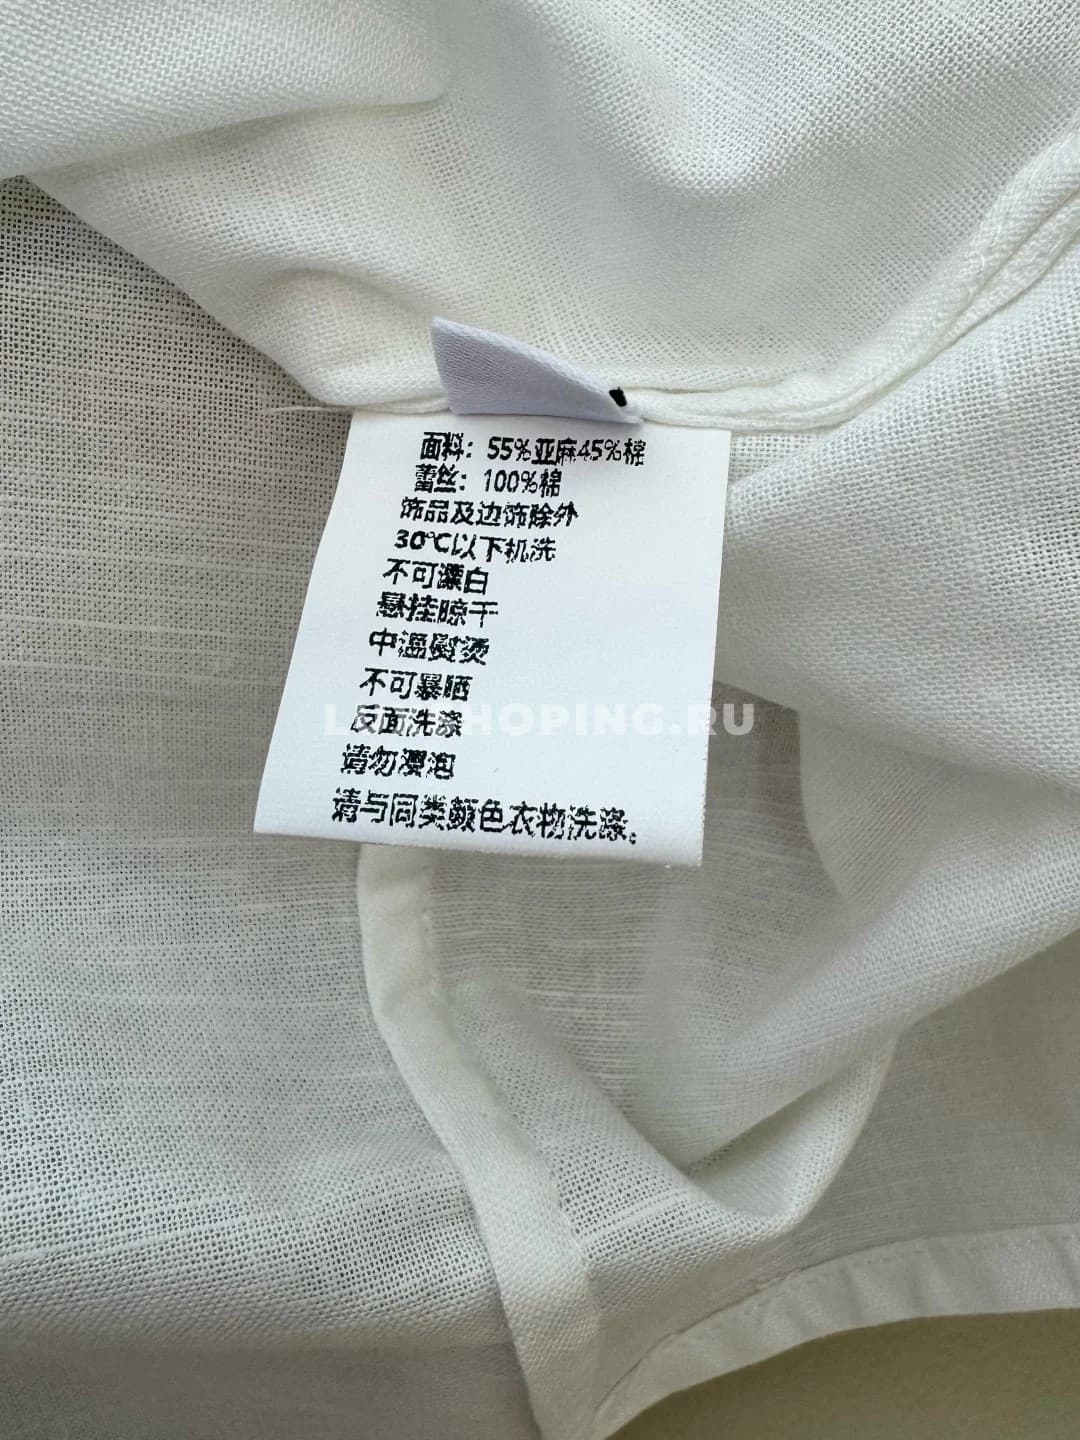 面料：55%亚麻45%棉
蕾丝：100%棉
饰品及边饰除外
30℃以下机洗
不可漂白
悬挂晾干
中温熨烫
不可暴晒
反面洗涤
请勿浸泡
请与同类颜色衣物洗涤。
HOPING.RU